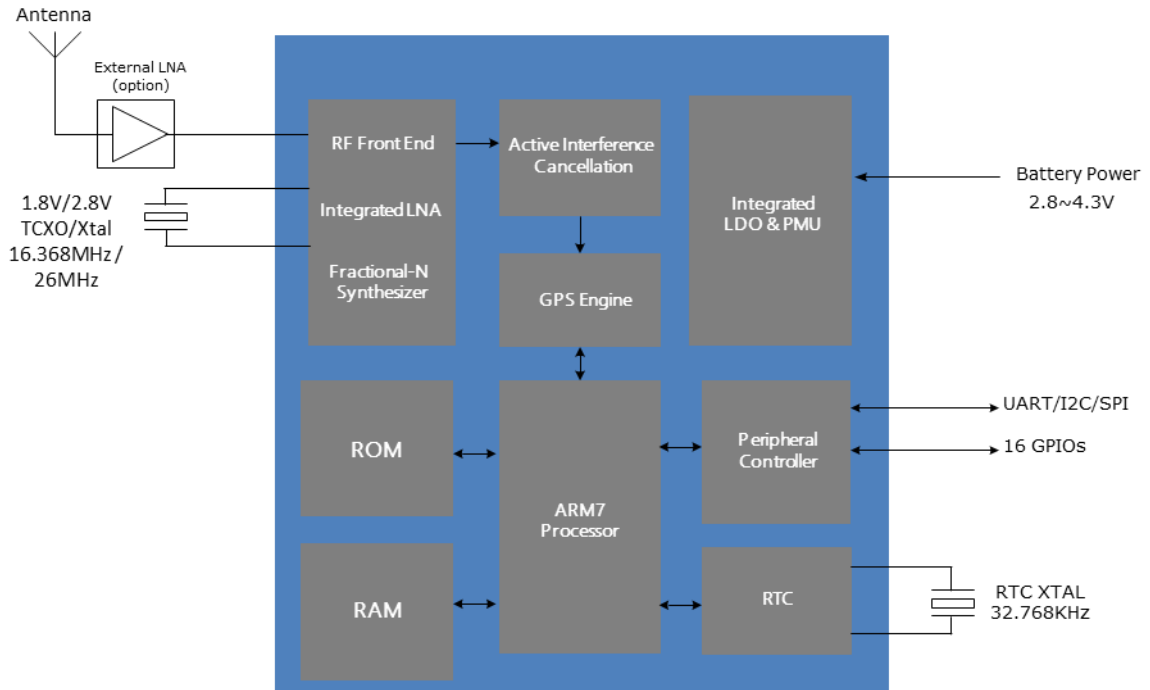 Antenna
External LNA
(option)
1.8V/2.8V
TCXO/Xtal
16.368MHz /
26MHz
RF Front End
Integrated LNA
Fractional-N
Synthesizer
Active Interference
Cancellation
GPS Engine
Integrated
LDO & PMU
Battery Power
2.8~4.3V
ROM
RAM
ARM7
Processor
Peripheral
Controller
UART/I2C/SPI
16 GPIOs
RTC
RTC XTAL
32.768KHz